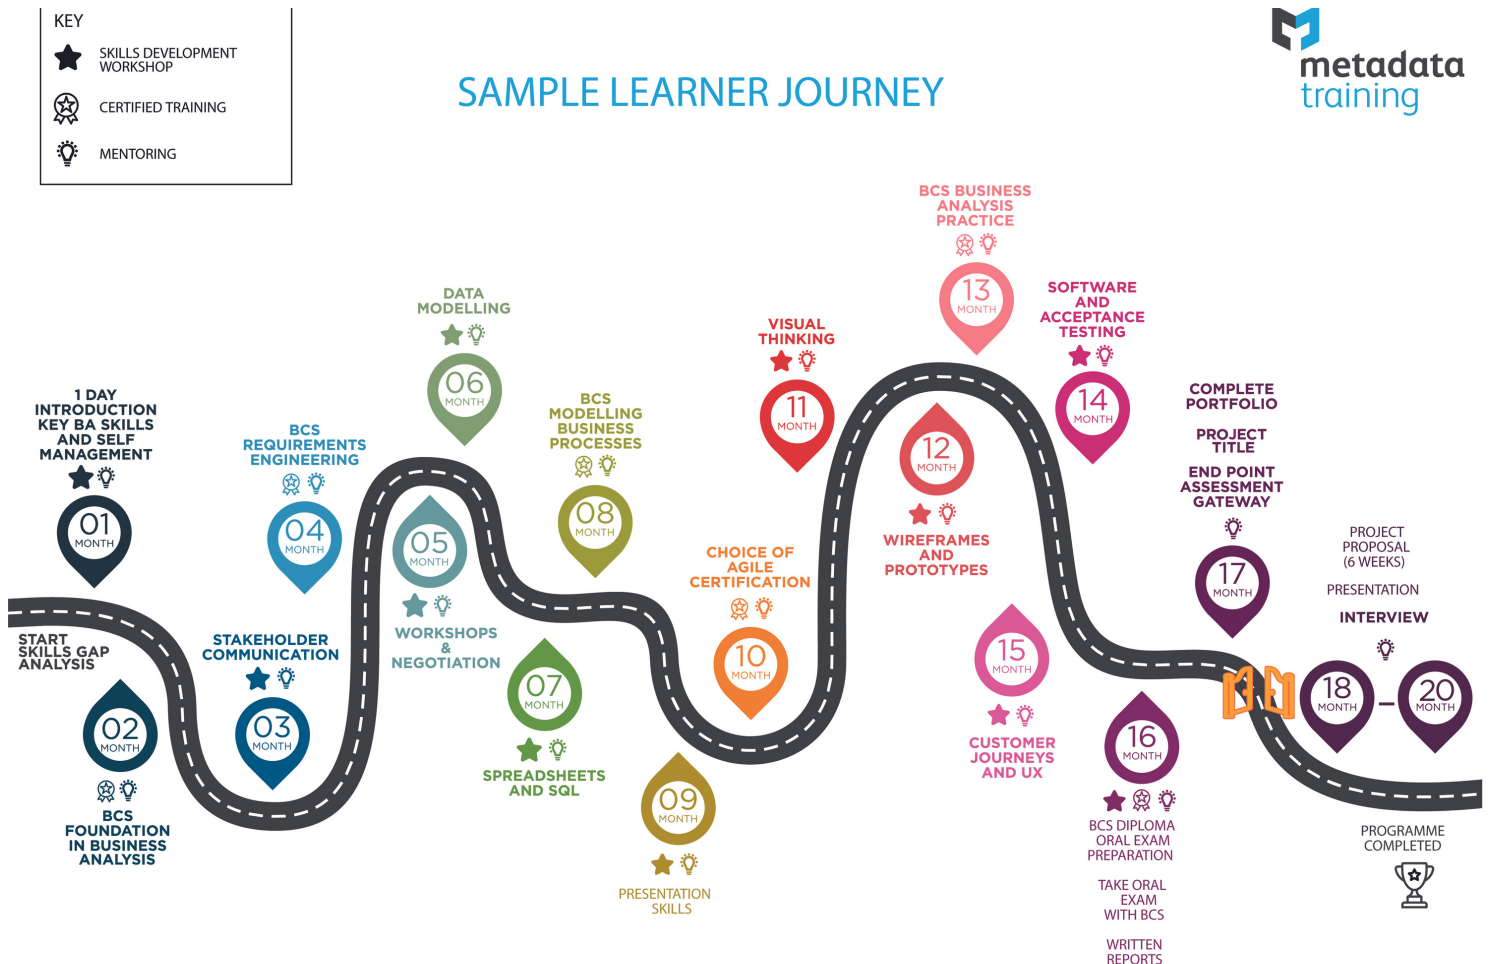 KEY
SKILLS DEVELOPMENT
WORKSHOP
CERTIFIED TRAINING
MENTORING
SAMPLE LEARNER JOURNEY
metadata
training
1 DAY
INTRODUCTION
KEY BA SKILLS
AND SELF
MANAGEMENT
01
MONTH
START
SKILLS GAP
ANALYSIS
02
MONTH
BCS
FOUNDATION
IN BUSINESS
ANALYSIS
STAKEHOLDER
COMMUNICATION
03
MONTH
BCS
REQUIREMENTS
ENGINEERING
04
MONTH
05
MONTH
WORKSHOPS
&
NEGOTIATION
DATA
MODELLING
06
MONTH
07
MONTH
SPREADSHEETS
AND SQL
BCS
MODELLING
BUSINESS
PROCESSES
08
MONTH
09
MONTH
PRESENTATION
SKILLS
CHOICE OF
AGILE
CERTIFICATION
10
MONTH
VISUAL
THINKING
11
MONTH
12
MONTH
WIREFRAMES
AND
PROTOTYPES
BCS BUSINESS
ANALYSIS
PRACTICE
13
MONTH
SOFTWARE
AND
ACCEPTANCE
TESTING
14
MONTH
15
MONTH
CUSTOMER
JOURNEYS
AND UX
16
MONTH
BCS DIPLOMA
ORAL EXAM
PREPARATION
TAKE ORAL
EXAM
WITH BCS
WRITTEN
REPORTS
COMPLETE
PORTFOLIO
PROJECT
TITLE
END POINT
ASSESSMENT
GATEWAY
17
MONTH
PROJECT
PROPOSAL
(6 WEEKS)
PRESENTATION
INTERVIEW
18
MONTH
–
20
MONTH
PROGRAMME
COMPLETED